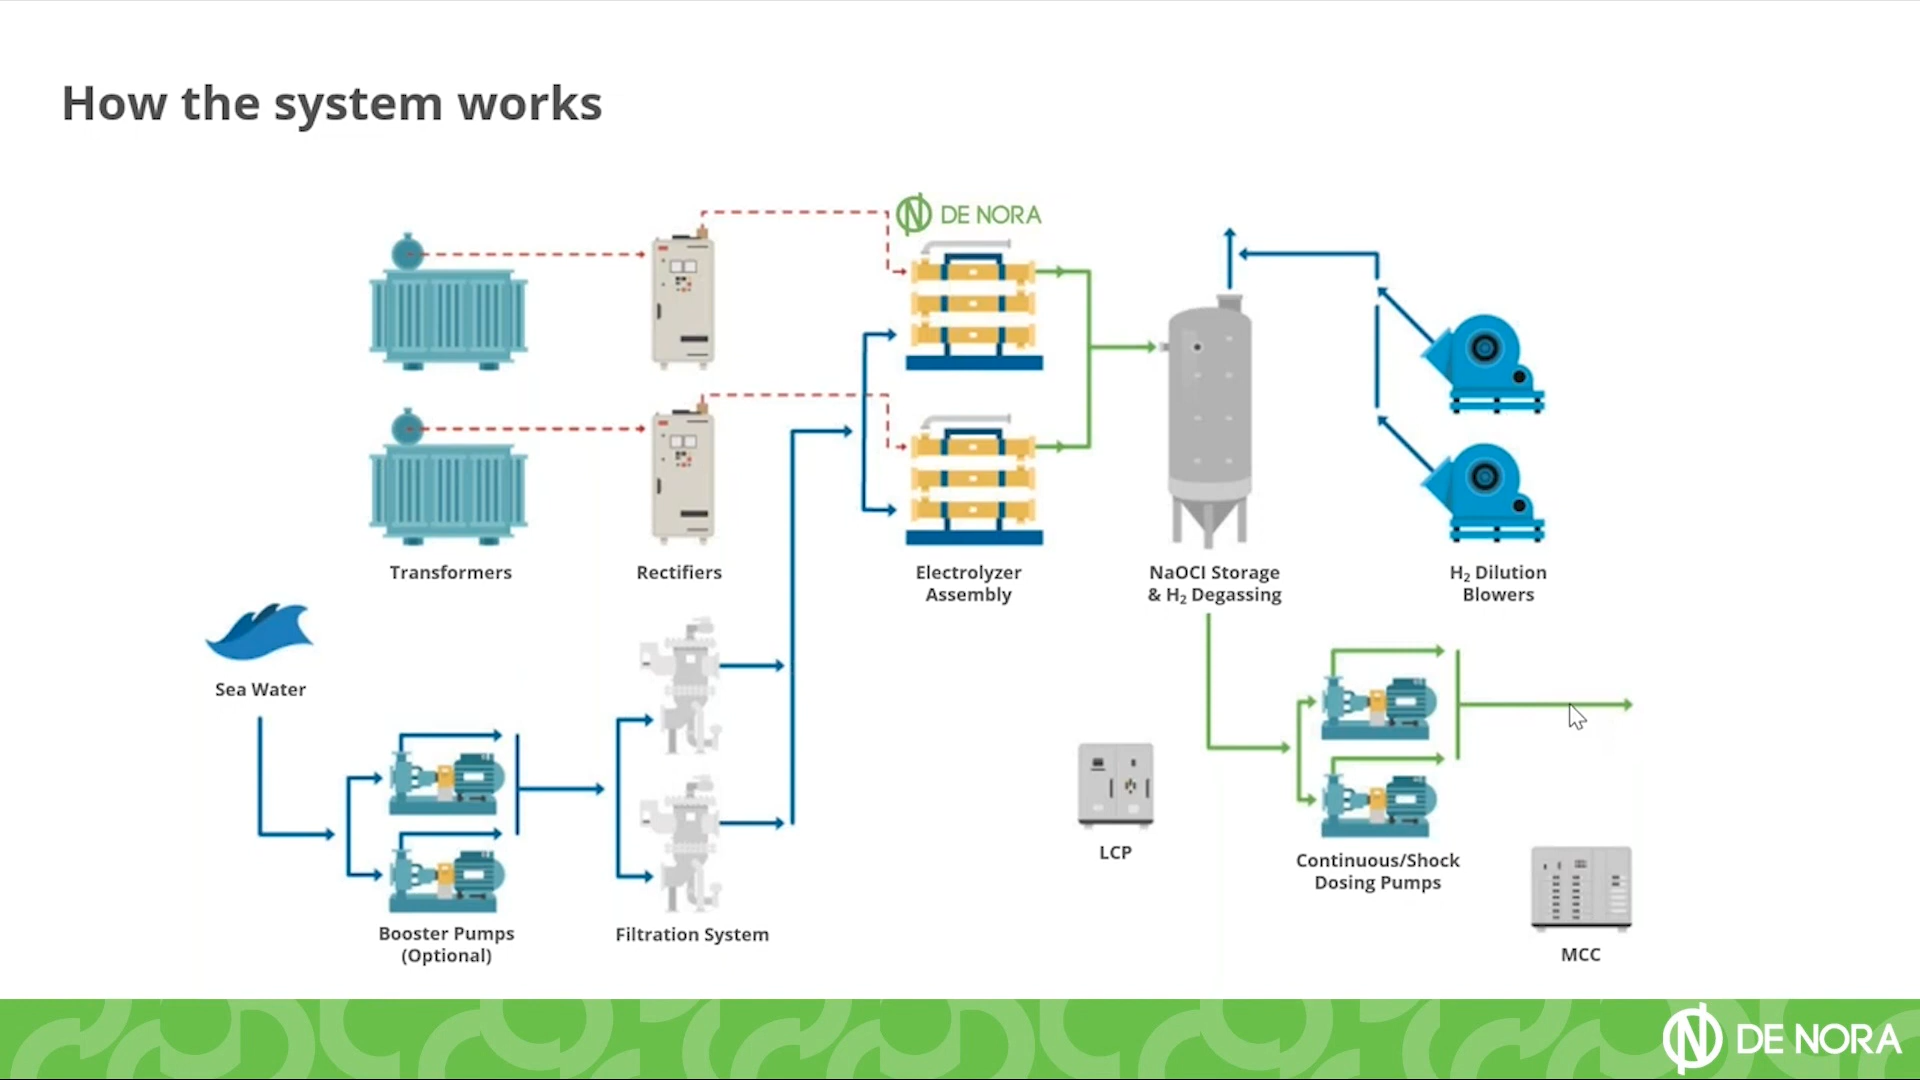 How the system works
DE NORA
Transformers
Rectifiers
Electrolyzer
Assembly
NaOCI Storage
& H₂ Degassing
H₂ Dilution
Blowers
Sea Water
Booster Pumps
(Optional)
Filtration System
LCP
Continuous/Shock
Dosing Pumps
MCC
DE NORA